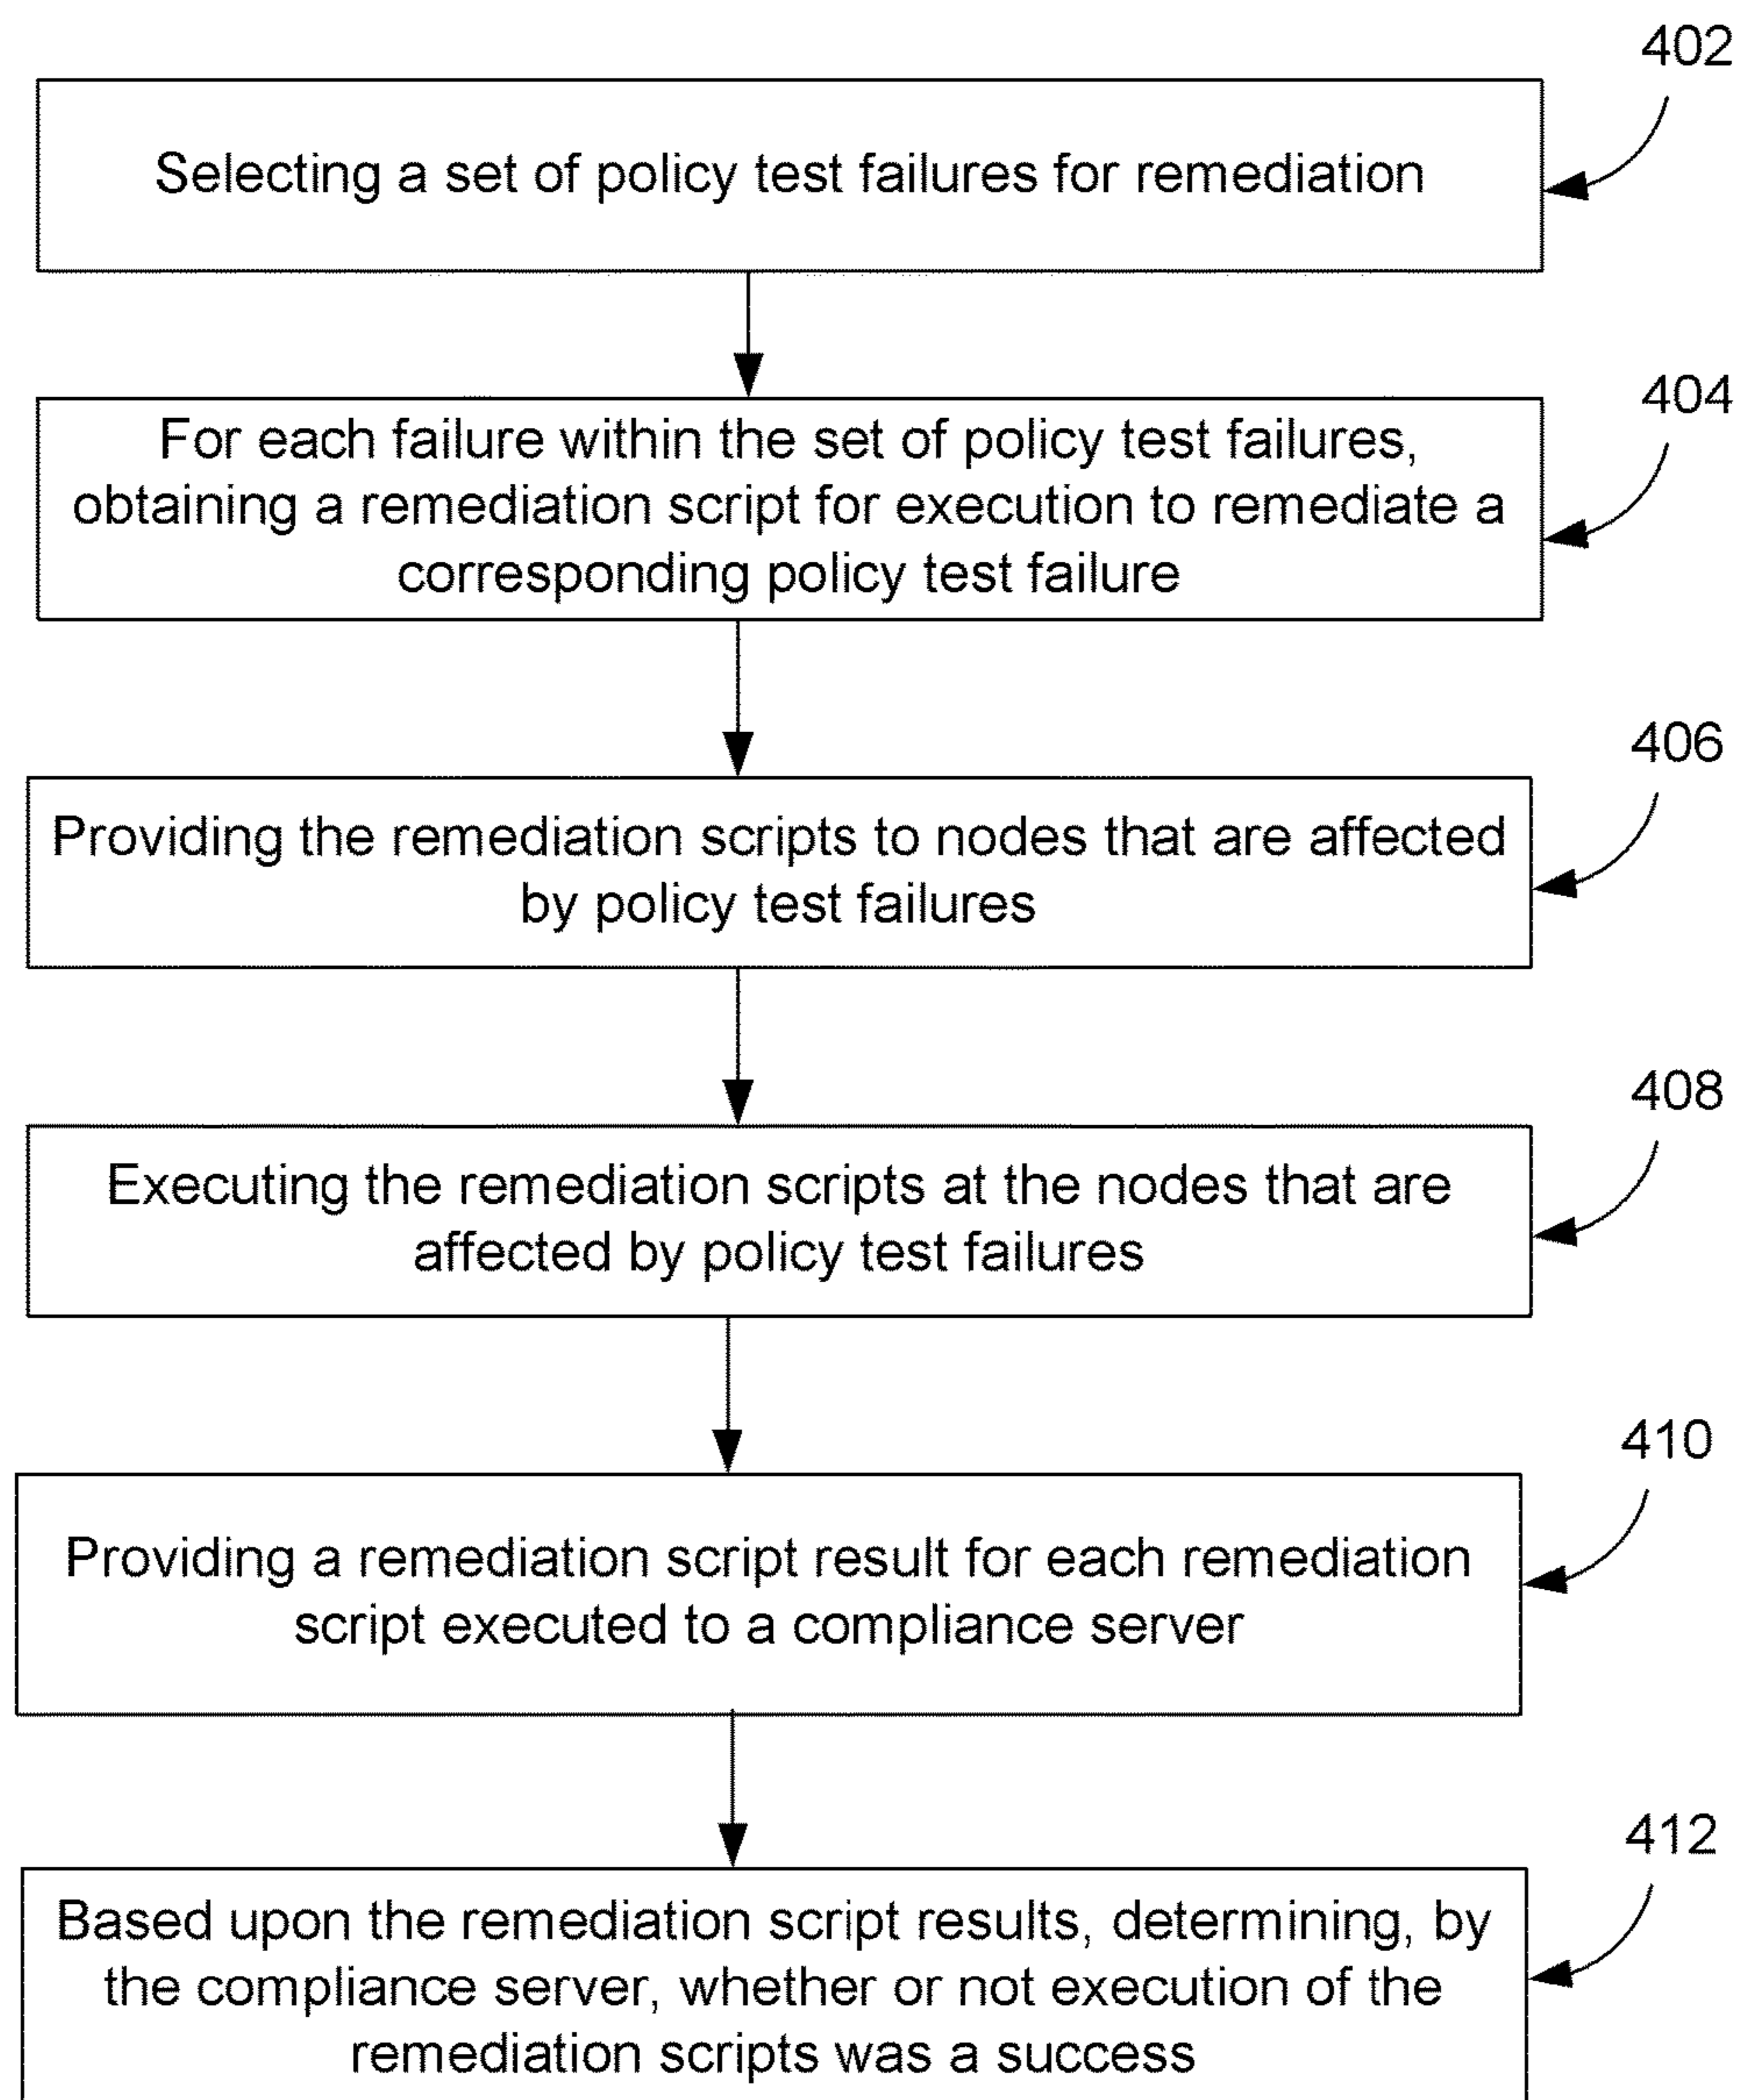 402
Selecting a set of policy test failures for remediation
404
For each failure within the set of policy test failures,
obtaining a remediation script for execution to remediate a
corresponding policy test failure
406
Providing the remediation scripts to nodes that are affected
by policy test failures
408
Executing the remediation scripts at the nodes that are
affected by policy test failures
410
Providing a remediation script result for each remediation
script executed to a compliance server
412
Based upon the remediation script results, determining, by
the compliance server, whether or not execution of the
remediation scripts was a success